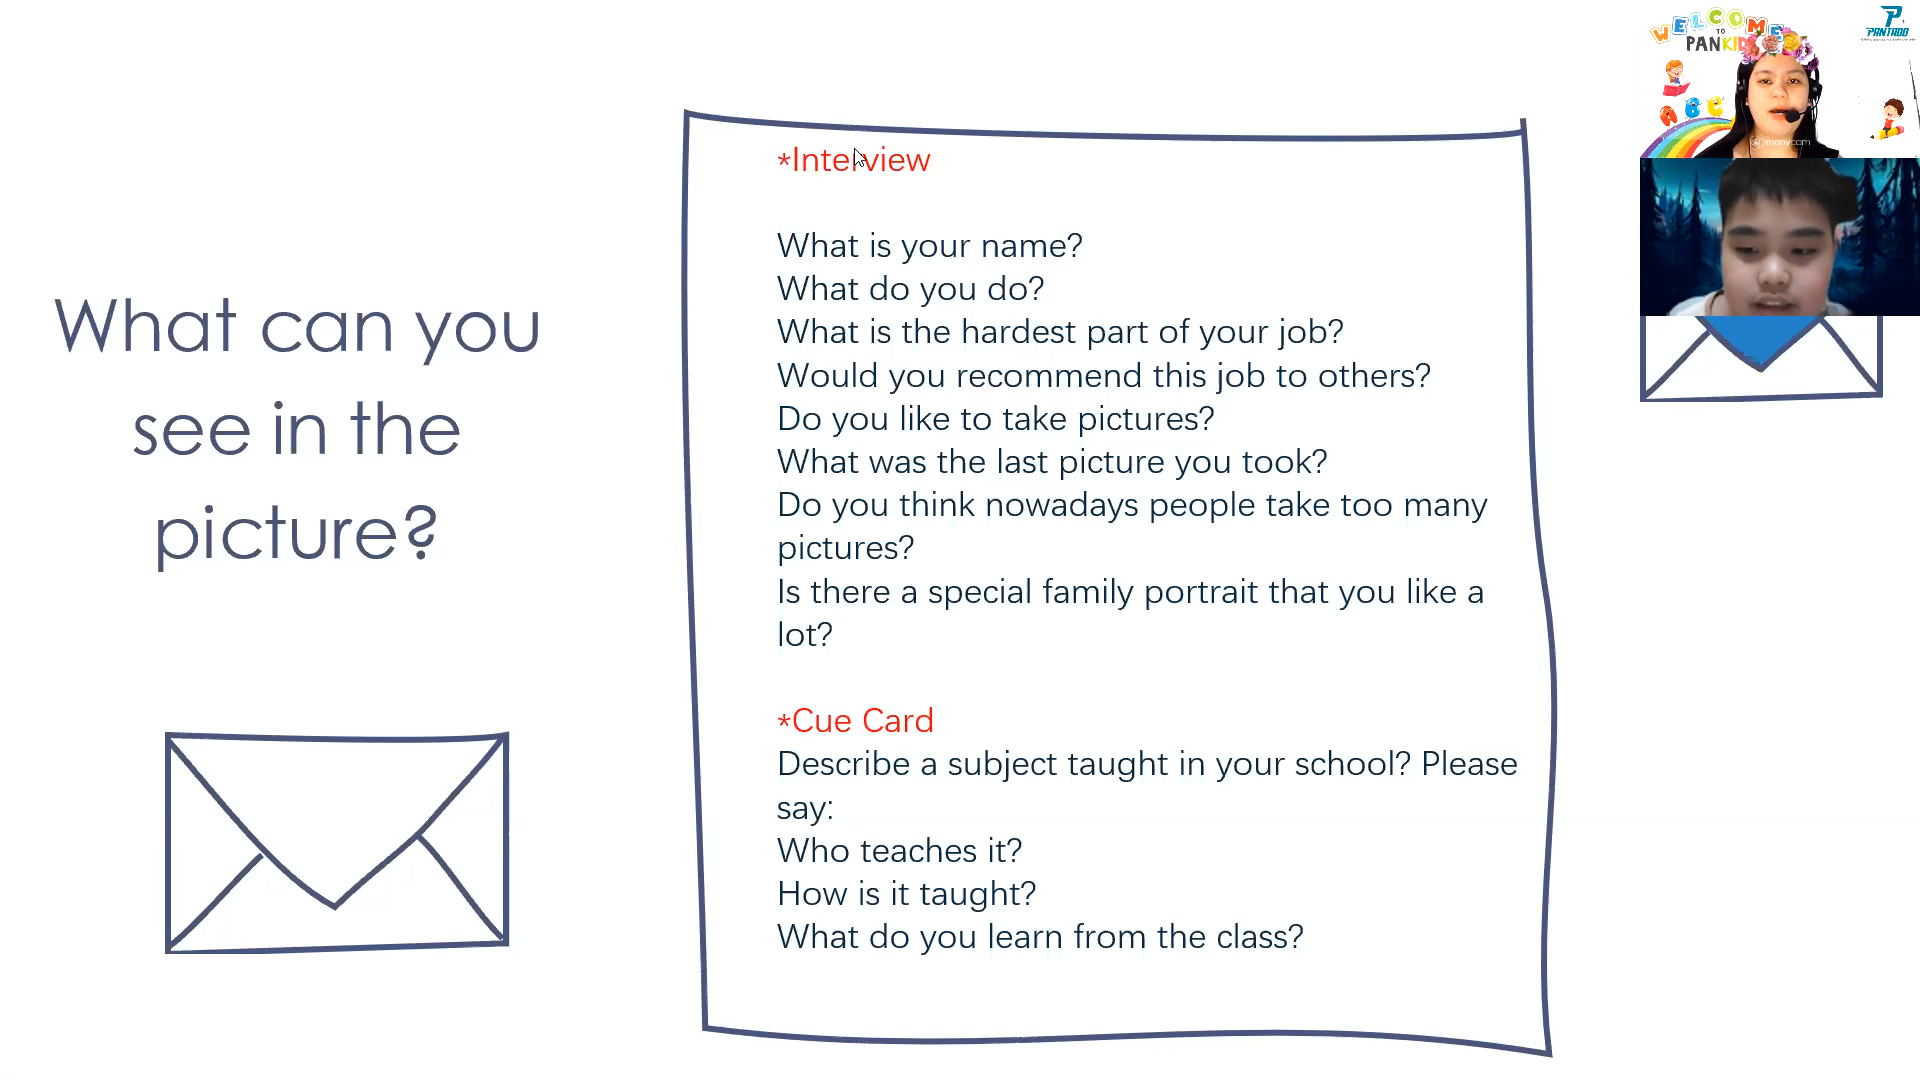 What can you
see in the
picture?
*Interview
What is your name?
What do you do?
What is the hardest part of your job?
Would you recommend this job to others?
Do you like to take pictures?
What was the last picture you took?
Do you think nowadays people take too many
pictures?
Is there a special family portrait that you like a
lot?
*Cue Card
Describe a subject taught in your school? Please
say:
Who teaches it?
How is it taught?
What do you learn from the class?
WELCOME
TO
PANKIDS
ABC
manycam
P
PANTADO